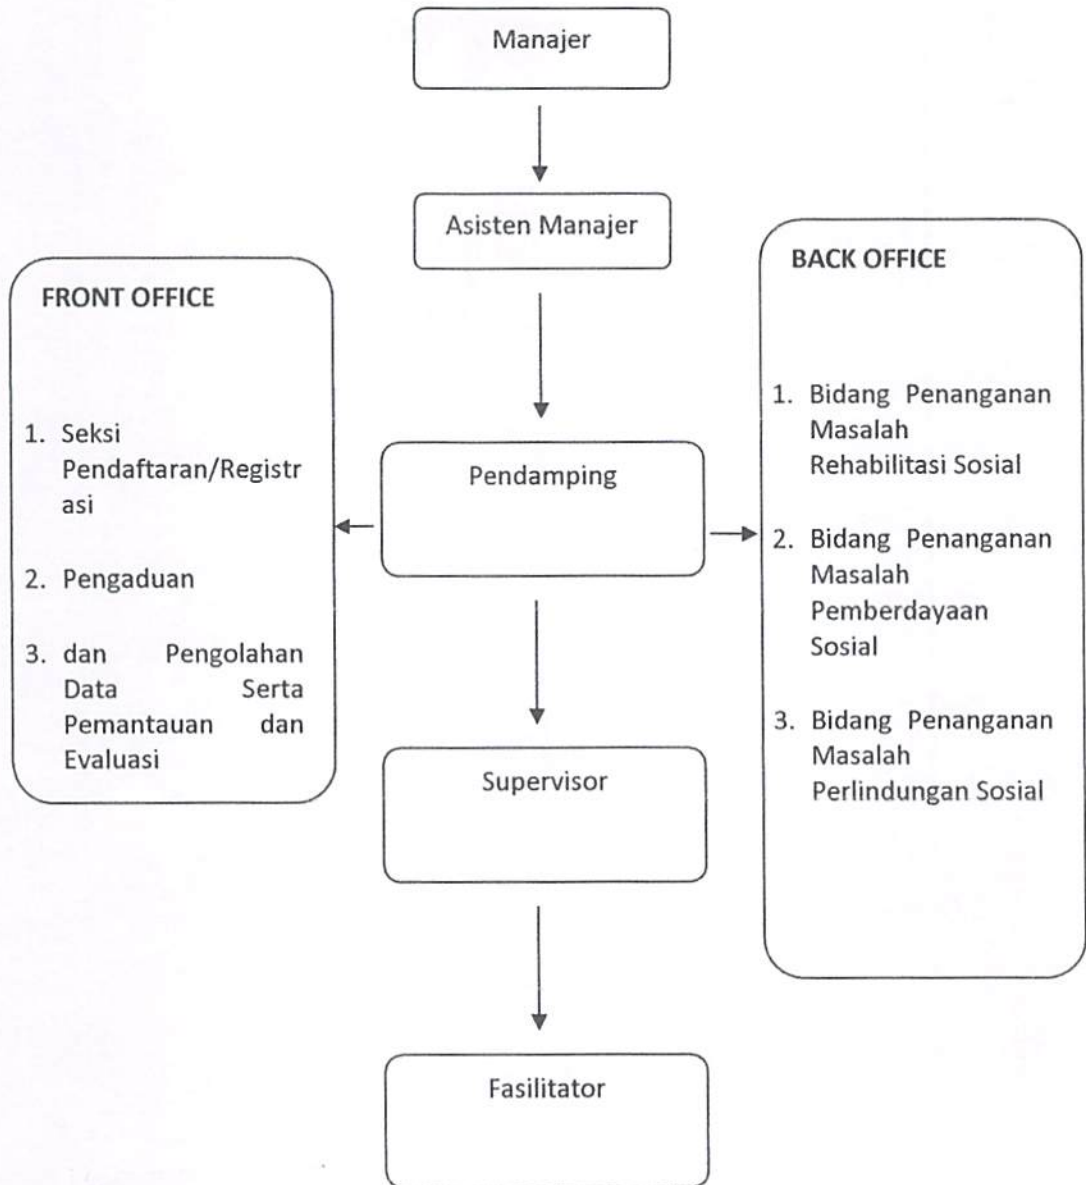 Manajer
Asisten Manajer
FRONT OFFICE
1. Seksi
Pendaftaran/Registr
asi
2. Pengaduan
3. dan Pengolahan
Data Serta
Pemantauan dan
Evaluasi
Pendamping
BACK OFFICE
1. Bidang Penanganan
Masalah
Rehabilitasi Sosial
2. Bidang Penanganan
Masalah
Pemberdayaan
Sosial
3. Bidang Penanganan
Masalah
Perlindungan Sosial
Supervisor
Fasilitator